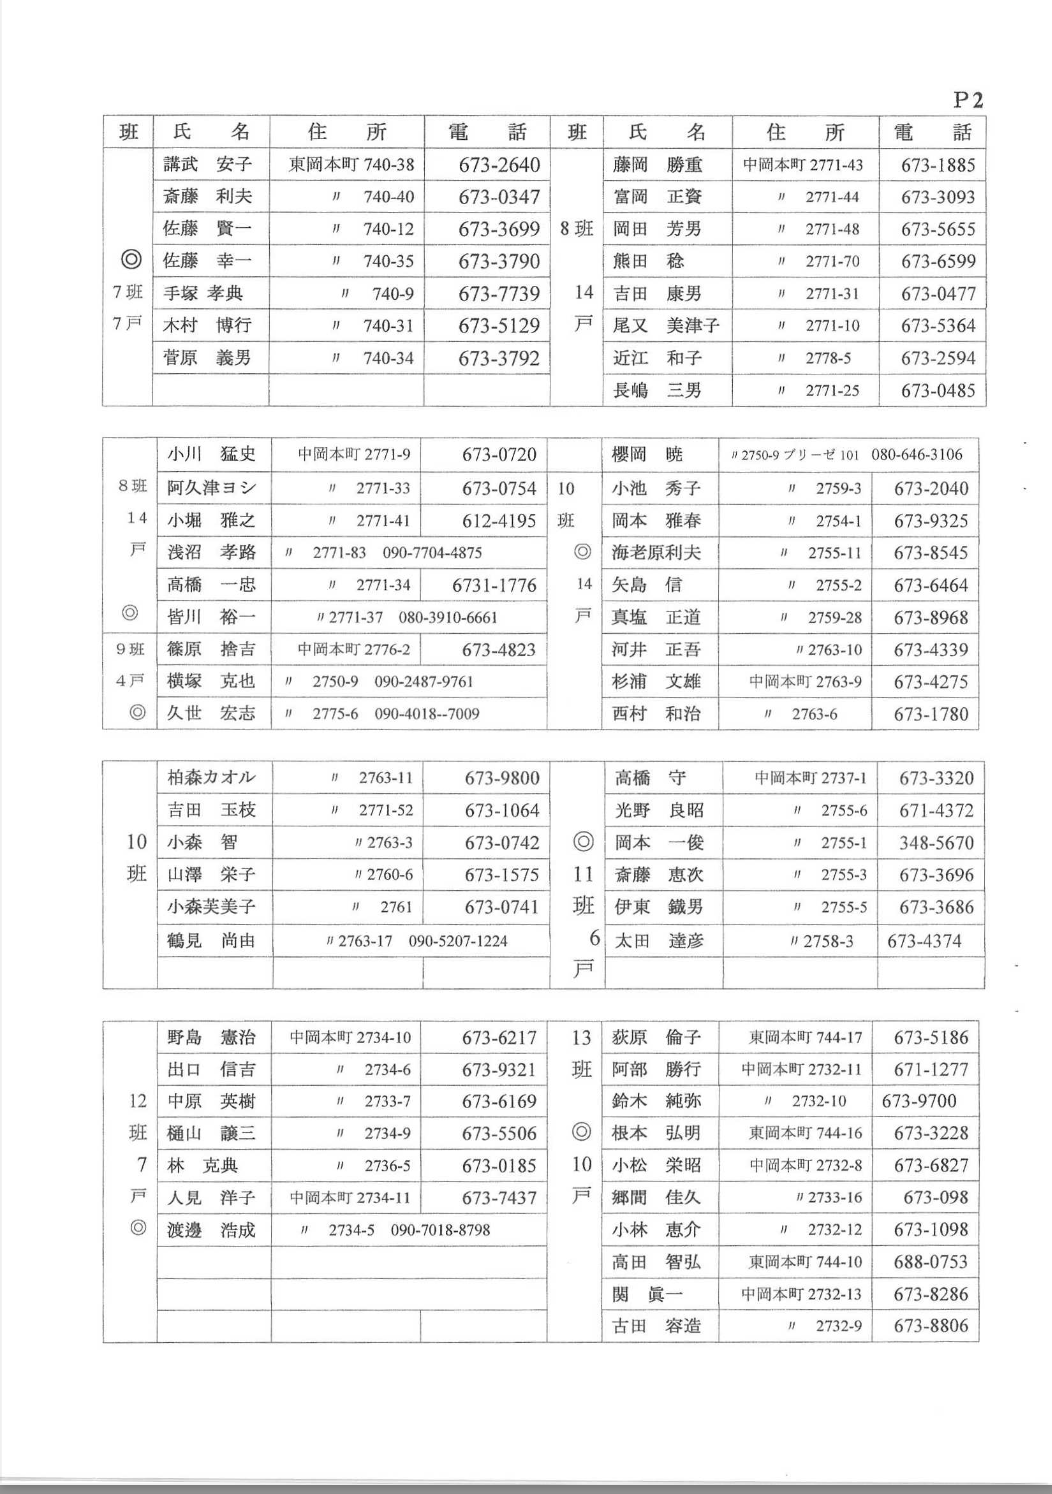 P2
班 氏 名 住 所 電 話 班 氏 名 住 所 電 話
講武 安子 東岡本町 740-38 673-2640
斎藤 利夫 〃 740-40 673-0347
佐藤 賢一 〃 740-12 673-3699
◎ 佐藤 幸一 〃 740-35 673-3790
7班 手塚 孝典 〃 740-9 673-7739
7戸 木村 博行 〃 740-31 673-5129
菅原 義男 〃 740-34 673-3792
藤岡 勝重 中岡本町 2771-43 673-1885
富岡 正資 〃 2771-44 673-3093
8班 岡田 芳男 〃 2771-48 673-5655
熊田 稔 〃 2771-70 673-6599
14 吉田 康男 〃 2771-31 673-0477
戸 尾又 美津子 〃 2771-10 673-5364
近江 和子 〃 2778-5 673-2594
長嶋 三男 〃 2771-25 673-0485
小川 猛史 中岡本町 2771-9 673-0720
8班 阿久津ヨシ 〃 2771-33 673-0754
14 小堀 雅之 〃 2771-41 612-4195
戸 浅沼 孝路 〃 2771-83 090-7704-4875
高橋 一忠 〃 2771-34 6731-1776
◎ 皆川 裕一 〃2771-37 080-3910-6661
9班 篠原 捨吉 中岡本町 2776-2 673-4823
4戸 横塚 克也 〃 2750-9 090-2487-9761
◎ 久世 宏志 〃 2775-6 090-4018--7009
櫻岡 暁 〃2750-9 ブリーゼ 101 080-646-3106
10 小池 秀子 〃 2759-3 673-2040
班 岡本 雅春 〃 2754-1 673-9325
◎ 海老原利夫 〃 2755-11 673-8545
14 矢島 信 〃 2755-2 673-6464
戸 真塩 正道 〃 2759-28 673-8968
河井 正吾 〃2763-10 673-4339
杉浦 文雄 中岡本町 2763-9 673-4275
西村 和治 〃 2763-6 673-1780
柏森カオル 〃 2763-11 673-9800
吉田 玉枝 〃 2771-52 673-1064
10 小森 智 〃2763-3 673-0742
班 山澤 栄子 〃2760-6 673-1575
小森芙美子 〃 2761 673-0741
鶴見 尚由 〃2763-17 090-5207-1224
高橋 守 中岡本町 2737-1 673-3320
光野 良昭 〃 2755-6 671-4372
◎ 岡本 一俊 〃 2755-1 348-5670
11 斎藤 恵次 〃 2755-3 673-3696
班 伊東 鐵男 〃 2755-5 673-3686
6 太田 達彦 〃2758-3 673-4374
戸
野島 憲治 中岡本町 2734-10 673-6217
出口 信吉 〃 2734-6 673-9321
12 中原 英樹 〃 2733-7 673-6169
班 樋山 譲三 〃 2734-9 673-5506
7 林 克典 〃 2736-5 673-0185
戸 人見 洋子 中岡本町 2734-11 673-7437
◎ 渡邊 浩成 〃 2734-5 090-7018-8798
13 荻原 倫子 東岡本町 744-17 673-5186
班 阿部 勝行 中岡本町 2732-11 671-1277
鈴木 純弥 〃 2732-10 673-9700
◎ 根本 弘明 東岡本町 744-16 673-3228
10 小松 栄昭 中岡本町 2732-8 673-6827
戸 郷間 佳久 〃2733-16 673-098
小林 恵介 〃 2732-12 673-1098
高田 智弘 東岡本町 744-10 688-0753
関 眞一 中岡本町 2732-13 673-8286
古田 容造 〃 2732-9 673-8806